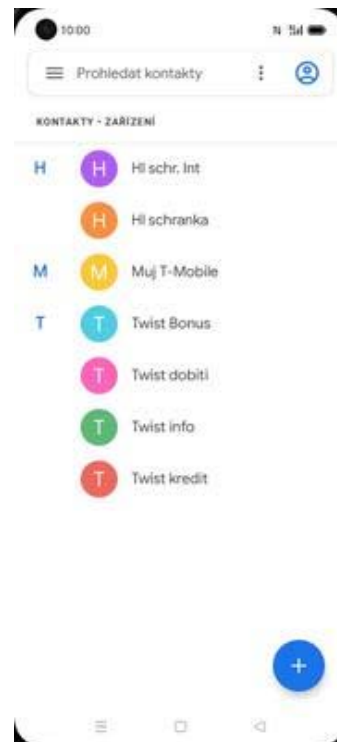 10:00
Prohledat kontakty
KONTAKTY - ZAŘÍZENÍ
H H Hl schr. Int
H Hl schranka
M M Muj T-Mobile
T T Twist Bonus
T Twist dobiti
T Twist info
T Twist kredit